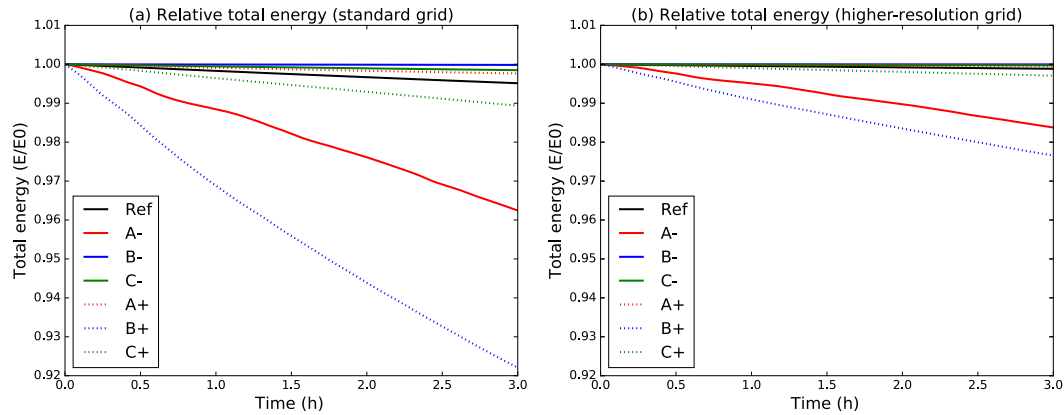 (a) Relative total energy (standard grid)
1.01
1.00
0.99
0.98
0.97
0.96
0.95
0.94
0.93
0.92
Total energy (E/E0)
Ref
A-
B-
C-
A+
B+
C+
0.0 0.5 1.0 1.5 2.0 2.5 3.0
Time (h)
(b) Relative total energy (higher-resolution grid)
1.01
1.00
0.99
0.98
0.97
0.96
0.95
0.94
0.93
0.92
Total energy (E/E0)
Ref
A-
B-
C-
A+
B+
C+
0.0 0.5 1.0 1.5 2.0 2.5 3.0
Time (h)